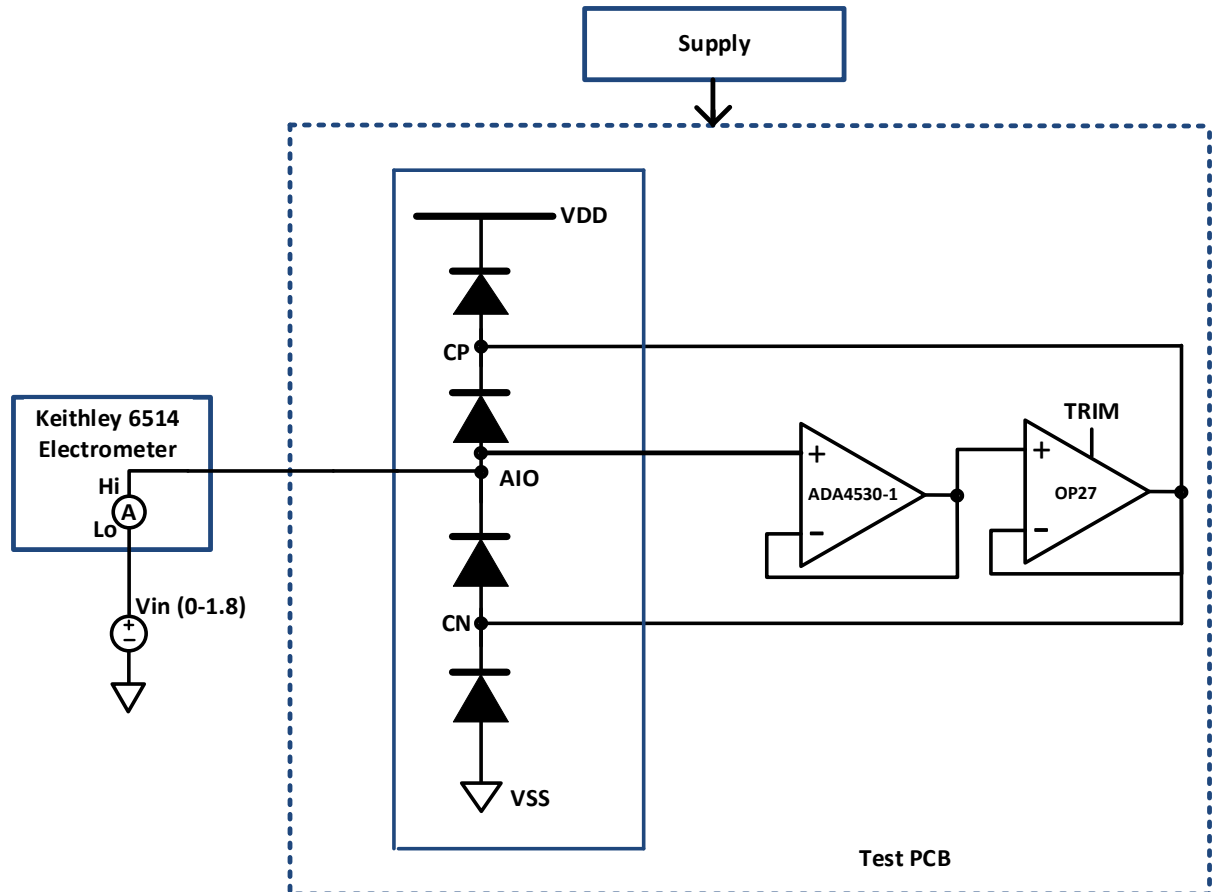 Supply
VDD
CP
Keithley 6514
Electrometer
Hi
A
Lo
AIO
+
ADA4530-1
−
TRIM
+
OP27
−
Vin (0-1.8)
+
−
CN
VSS
Test PCB